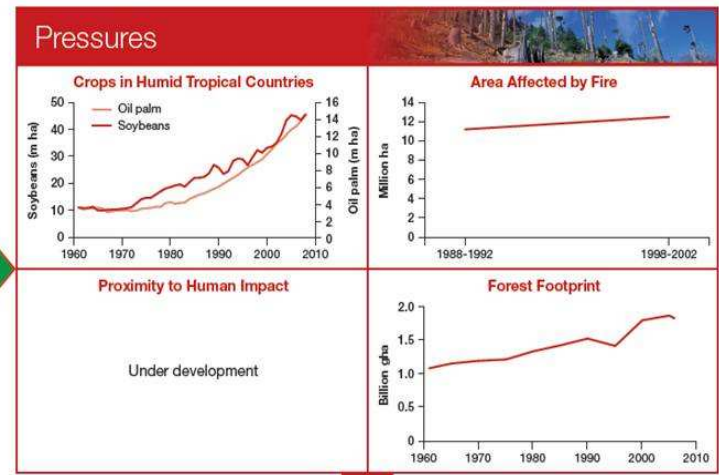 Pressures
Crops in Humid Tropical Countries
Oil palm
Soybeans
Soybeans (m ha)
50
40
30
20
10
0
Oil palm (m ha)
16
14
12
10
8
6
4
2
0
1960 1970 1980 1990 2000 2010
Area Affected by Fire
Million ha
14
12
10
8
6
4
2
0
1988-1992 1998-2002
Proximity to Human Impact
Under development
Forest Footprint
Billion gha
2.0
1.5
1.0
0.5
0
1960 1970 1980 1990 2000 2010